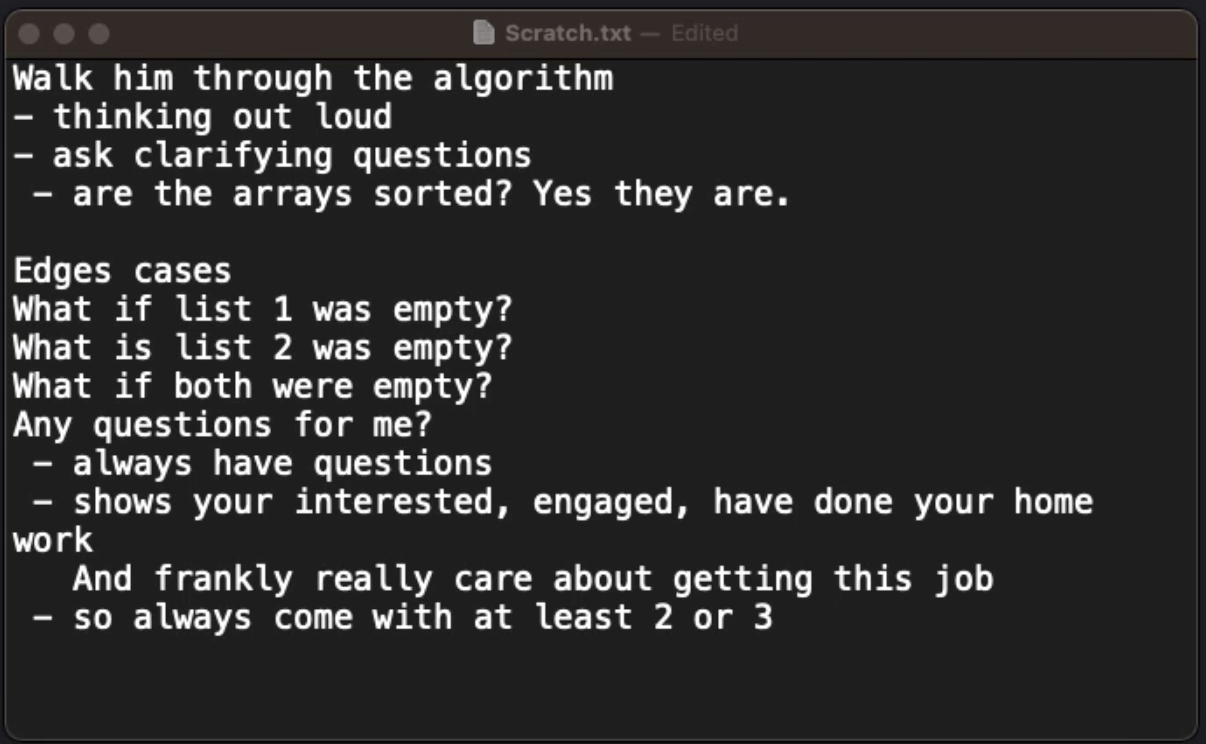 Scratch.txt — Edited
Walk him through the algorithm
- thinking out loud
- ask clarifying questions
 - are the arrays sorted? Yes they are.

Edges cases
What if list 1 was empty?
What is list 2 was empty?
What if both were empty?
Any questions for me?
 - always have questions
 - shows your interested, engaged, have done your home
work
   And frankly really care about getting this job
 - so always come with at least 2 or 3